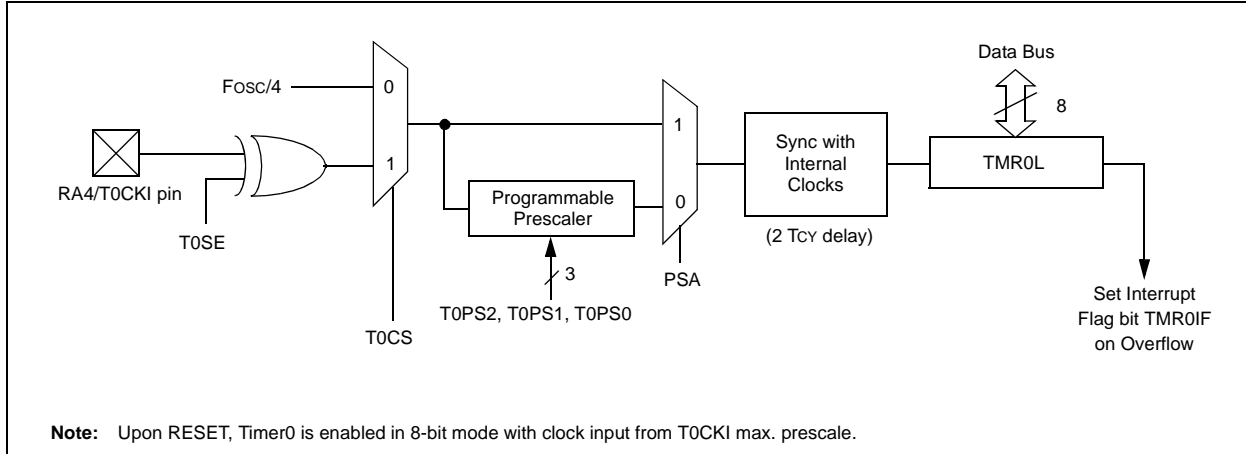 Data Bus
8
FOSC/4
0
1
RA4/T0CKI pin
T0SE
T0CS
Programmable
Prescaler
3
T0PS2, T0PS1, T0PS0
1
0
PSA
Sync with
Internal
Clocks
(2 TCY delay)
TMR0L
Set Interrupt
Flag bit TMR0IF
on Overflow
Note: Upon RESET, Timer0 is enabled in 8-bit mode with clock input from T0CKI max. prescale.